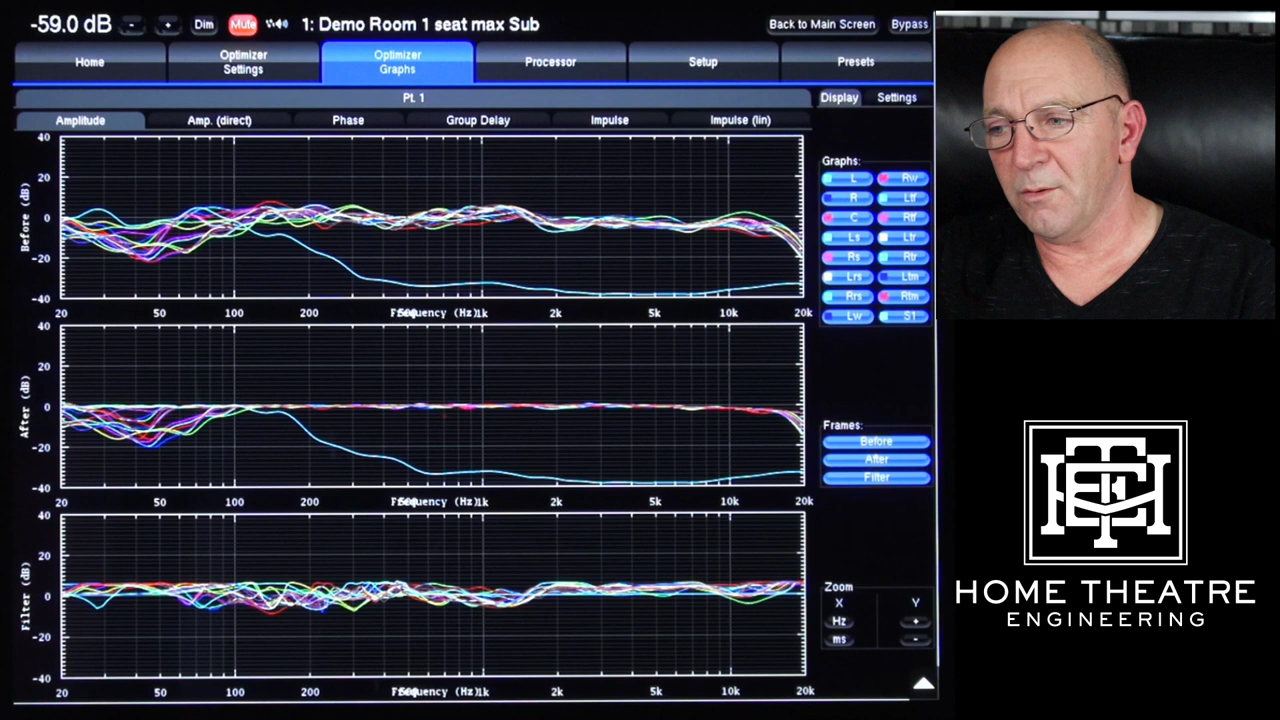 -59.0 dB - + Dim Mute 1: Demo Room 1 seat max Sub Back to Main Screen Bypass
Home Optimizer Settings Optimizer Graphs Processor Setup Presets
Pt. 1 Display Settings
Amplitude Amp. (direct) Phase Group Delay Impulse Impulse (lin)
Graphs:
L Rw
R Ltf
C Rtf
Ls Ltr
Rs Rtr
Lrs Ltm
Rrs Rtm
Lw S1
Before (dB)
40
20
0
-20
-40
20 50 100 200 Frequency (Hz) 1k 2k 5k 10k 20k
After (dB)
40
20
0
-20
-40
20 50 100 200 Frequency (Hz) 1k 2k 5k 10k 20k
Frames:
Before
After
Filter
Filter (dB)
40
20
0
-20
-40
20 50 100 200 Frequency (Hz) 1k 2k 5k 10k 20k
Zoom
X Y
Hz +
ms -
HOME THEATRE
ENGINEERING